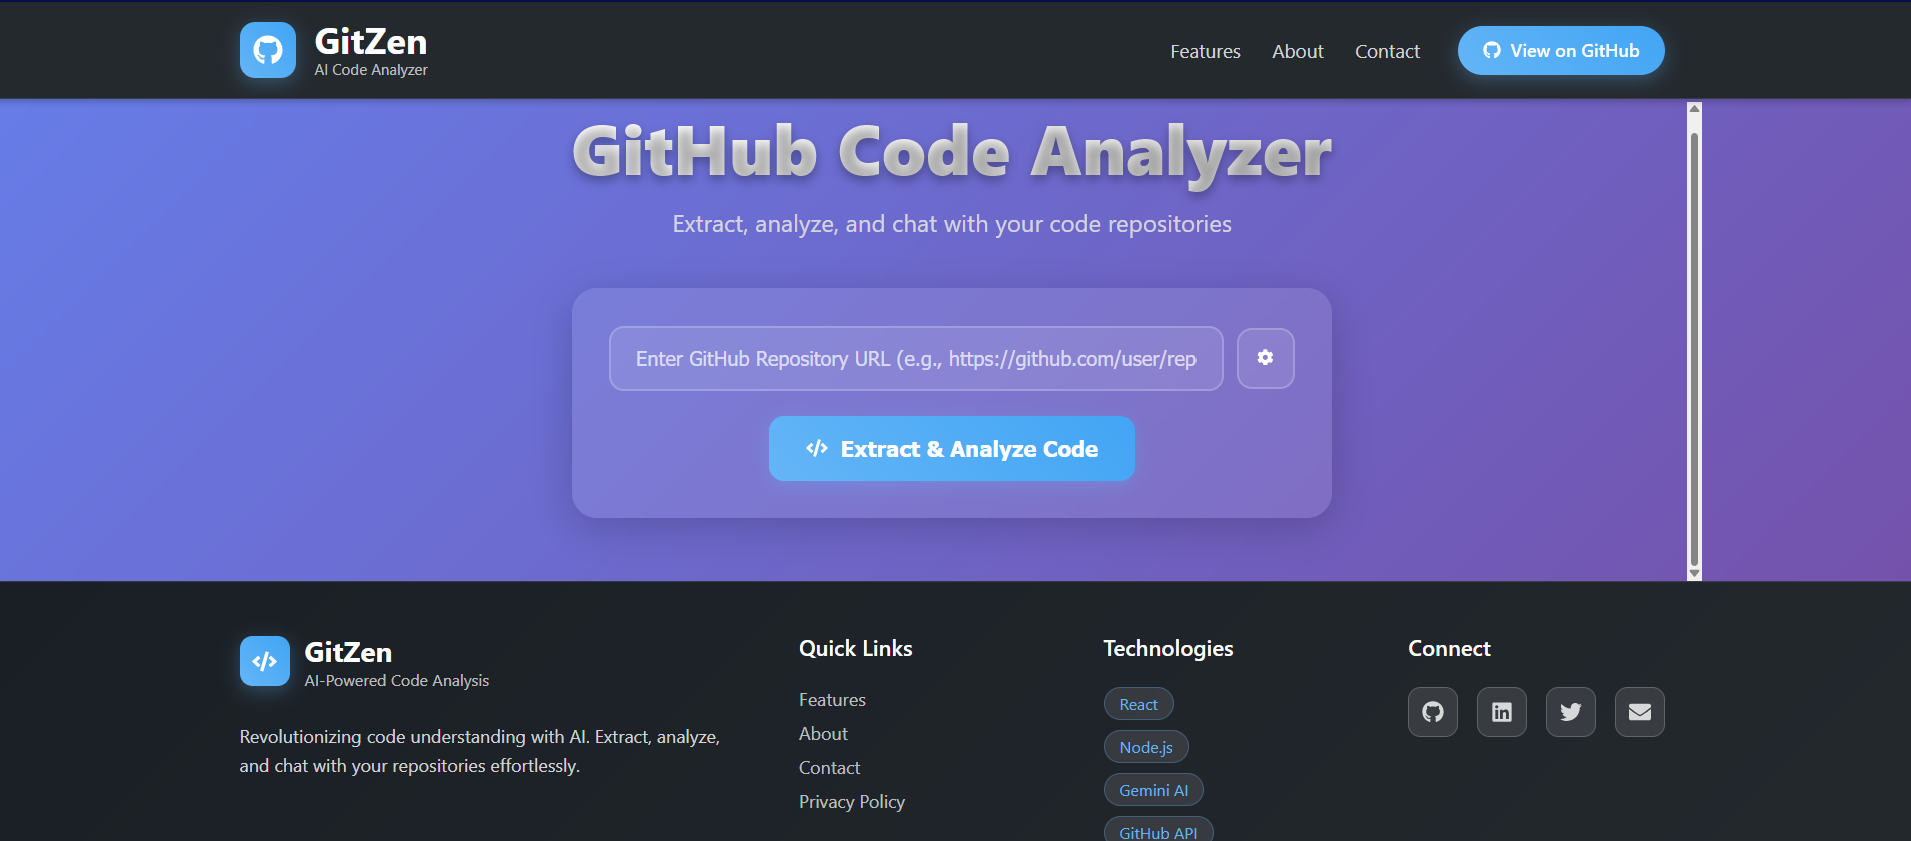 GitZen
AI Code Analyzer
Features
About
Contact
View on GitHub
GitHub Code Analyzer
Extract, analyze, and chat with your code repositories
Enter GitHub Repository URL (e.g., https://github.com/user/rep
</> Extract & Analyze Code
GitZen
AI-Powered Code Analysis
Revolutionizing code understanding with AI. Extract, analyze,
and chat with your repositories effortlessly.
Quick Links
Features
About
Contact
Privacy Policy
Technologies
React
Node.js
Gemini AI
GitHub API
Connect